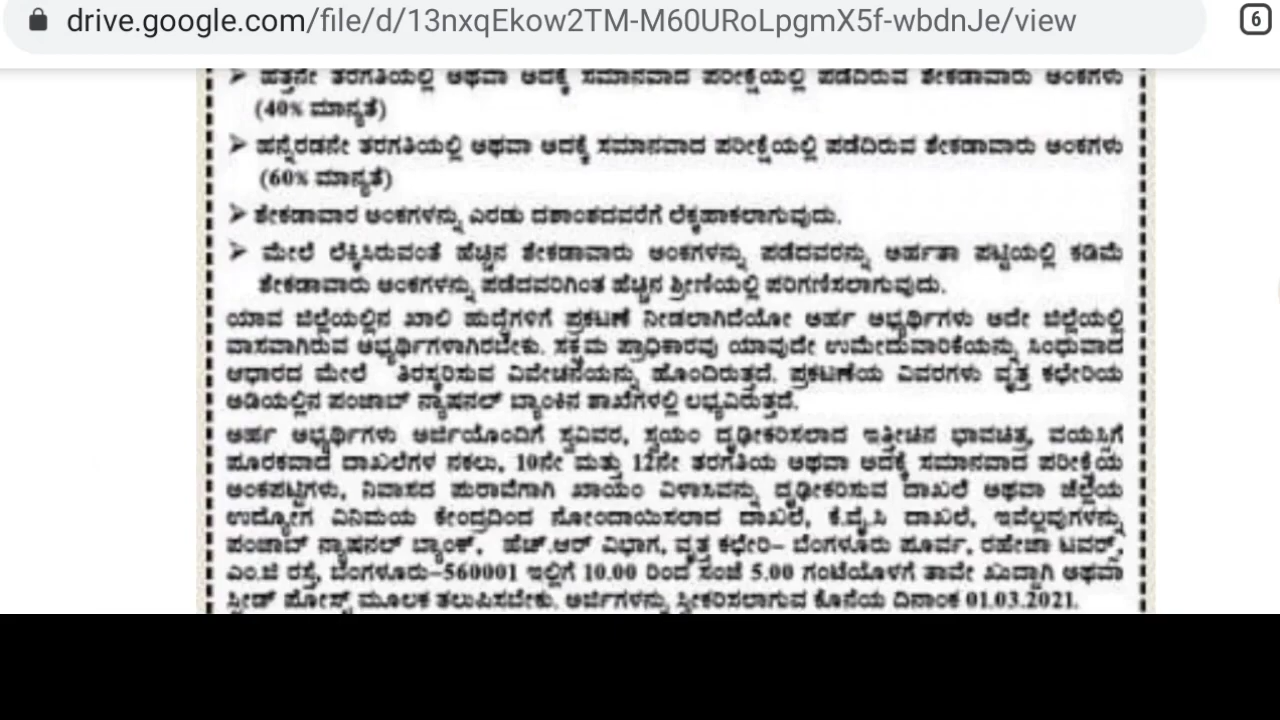 drive.google.com/file/d/13nxqEkow2TM-M60URoLpgmX5f-wbdnJe/view
6
➤ ಹತ್ತನೇ ತರಗತಿಯಲ್ಲಿ ಅಥವಾ ಅದಕ್ಕೆ ಸಮಾನವಾದ ಪರೀಕ್ಷೆಯಲ್ಲಿ ಪಡೆದಿರುವ ಶೇಕಡಾವಾರು ಅಂಕಗಳು
(40% ಮಾನ್ಯತೆ)
➤ ಹನ್ನೆರಡನೇ ತರಗತಿಯಲ್ಲಿ ಅಥವಾ ಅದಕ್ಕೆ ಸಮಾನವಾದ ಪರೀಕ್ಷೆಯಲ್ಲಿ ಪಡೆದಿರುವ ಶೇಕಡಾವಾರು ಅಂಕಗಳು
(60% ಮಾನ್ಯತೆ)
➤ ಶೇಕಡಾವಾರ ಅಂಕಗಳನ್ನು ಎರಡು ದಶಾಂಶದವರೆಗೆ ಲೆಕ್ಕಹಾಕಲಾಗುವುದು.
➤ ಮೇಲೆ ಲೆಕ್ಕಿಸಿರುವಂತೆ ಹೆಚ್ಚಿನ ಶೇಕಡಾವಾರು ಅಂಕಗಳನ್ನು ಪಡೆದವರನ್ನು ಅರ್ಹತಾ ಪಟ್ಟಿಯಲ್ಲಿ ಕಡಿಮೆ
ಶೇಕಡಾವಾರು ಅಂಕಗಳನ್ನು ಪಡೆದವರಿಗಿಂತ ಹೆಚ್ಚಿನ ಶ್ರೇಣಿಯಲ್ಲಿ ಪರಿಗಣಿಸಲಾಗುವುದು.
ಯಾವ ಜಿಲ್ಲೆಯಲ್ಲಿನ ಖಾಲಿ ಹುದ್ದೆಗಳಿಗೆ ಪ್ರಕಟಣೆ ನೀಡಲಾಗಿದೆಯೋ ಅರ್ಹ ಅಭ್ಯರ್ಥಿಗಳು ಅದೇ ಜಿಲ್ಲೆಯಲ್ಲಿ
ವಾಸವಾಗಿರುವ ಅಭ್ಯರ್ಥಿಗಳಾಗಿರಬೇಕು. ಸಕ್ಷಮ ಪ್ರಾಧಿಕಾರವು ಯಾವುದೇ ಉಮೇದುವಾರಿಕೆಯನ್ನು ಸಿಂಧುವಾದ
ಆಧಾರದ ಮೇಲೆ ತಿರಸ್ಕರಿಸುವ ವಿವೇಚನೆಯನ್ನು ಹೊಂದಿರುತ್ತದೆ. ಪ್ರಕಟಣೆಯ ವಿವರಗಳು ವೃತ್ತ ಕಛೇರಿಯ
ಅಡಿಯಲ್ಲಿನ ಪಂಜಾಬ್ ನ್ಯಾಷನಲ್ ಬ್ಯಾಂಕಿನ ಶಾಖೆಗಳಲ್ಲಿ ಲಭ್ಯವಿರುತ್ತದೆ.
ಅರ್ಹ ಅಭ್ಯರ್ಥಿಗಳು ಅರ್ಜಿಯೊಂದಿಗೆ ಸ್ವವಿವರ, ಸ್ವಯಂ ದೃಢೀಕರಿಸಲಾದ ಇತ್ತೀಚಿನ ಭಾವಚಿತ್ರ, ವಯಸ್ಸಿಗೆ
ಪೂರಕವಾದ ದಾಖಲೆಗಳ ನಕಲು, 10ನೇ ಮತ್ತು 12ನೇ ತರಗತಿಯ ಅಥವಾ ಅದಕ್ಕೆ ಸಮಾನವಾದ ಪರೀಕ್ಷೆಯ
ಅಂಕಪಟ್ಟಿಗಳು, ನಿವಾಸದ ಪುರಾವೆಗಾಗಿ ಖಾಯಂ ವಿಳಾಸವನ್ನು ದೃಢೀಕರಿಸುವ ದಾಖಲೆ ಅಥವಾ ಜಿಲ್ಲೆಯ
ಉದ್ಯೋಗ ವಿನಿಮಯ ಕೇಂದ್ರದಿಂದ ನೋಂದಾಯಿಸಲಾದ ದಾಖಲೆ, ಕೆ.ವೈ.ಸಿ ದಾಖಲೆ, ಇವೆಲ್ಲವುಗಳನ್ನು
ಪಂಜಾಬ್ ನ್ಯಾಷನಲ್ ಬ್ಯಾಂಕ್, ಹೆಚ್.ಆರ್ ವಿಭಾಗ, ವೃತ್ತ ಕಛೇರಿ– ಬೆಂಗಳೂರು ಪೂರ್ವ, ರಹೇಜಾ ಟವರ್ಸ್,
ಎಂ.ಜಿ ರಸ್ತೆ, ಬೆಂಗಳೂರು–560001 ಇಲ್ಲಿಗೆ 10.00 ರಿಂದ ಸಂಜೆ 5.00 ಗಂಟೆಯೊಳಗೆ ತಾವೇ ಖುದ್ದಾಗಿ ಅಥವಾ
ಸ್ಪೀಡ್ ಪೋಸ್ಟ್ ಮೂಲಕ ತಲುಪಿಸಬೇಕು. ಅರ್ಜಿಗಳನ್ನು ಸ್ವೀಕರಿಸಲಾಗುವ ಕೊನೆಯ ದಿನಾಂಕ 01.03.2021.